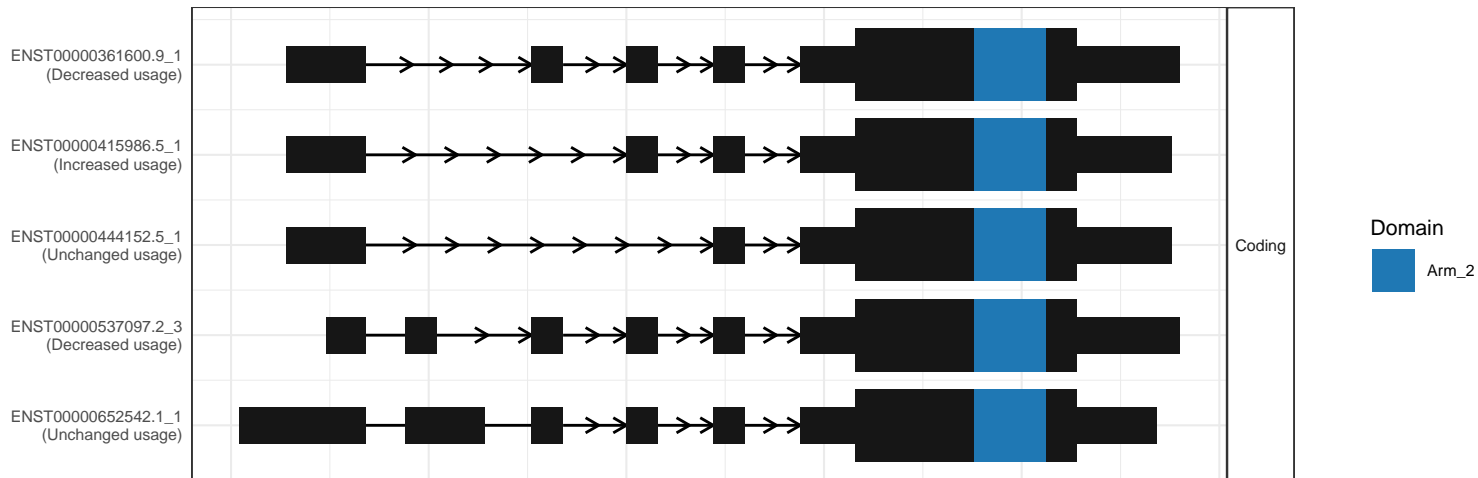 ENST00000361600.9_1
(Decreased usage)
ENST00000415986.5_1
(Increased usage)
ENST00000444152.5_1
(Unchanged usage)
ENST00000537097.2_3
(Decreased usage)
ENST00000652542.1_1
(Unchanged usage)
Coding
Domain
Arm_2